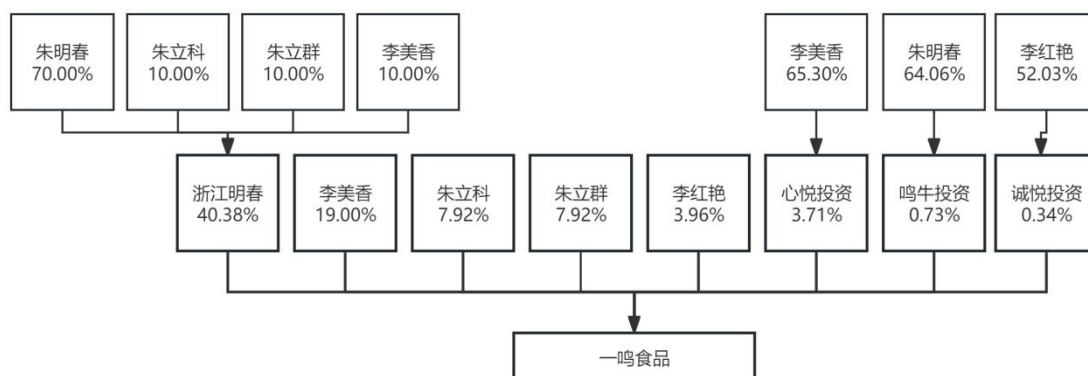 朱明春
70.00%
朱立科
10.00%
朱立群
10.00%
李美香
10.00%
李美香
65.30%
朱明春
64.06%
李红艳
52.03%
浙江明春
40.38%
李美香
19.00%
朱立科
7.92%
朱立群
7.92%
李红艳
3.96%
心悦投资
3.71%
鸣牛投资
0.73%
诚悦投资
0.34%
一鸣食品